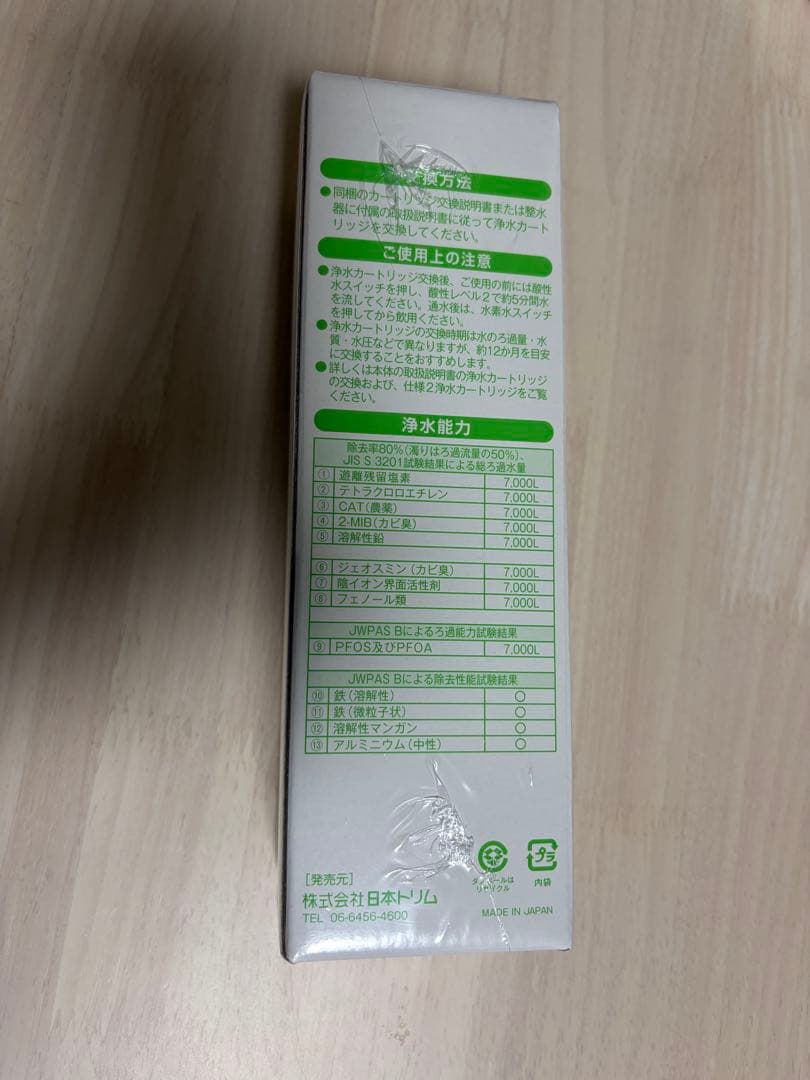 交換方法
●同梱のカートリッジ交換説明書または整水
器に付属の取扱説明書に従って浄水カート
リッジを交換してください。
ご使用上の注意
●浄水カートリッジ交換後、ご使用の前には酸性
水スイッチを押し、酸性レベル2で約5分間水
を流してください。通水後は、水素水スイッチ
を押してから飲用ください。
●浄水カートリッジの交換時期は水のろ過量・水
質・水圧などで異なりますが、約12か月を目安
に交換することをおすすめします。
●詳しくは本体の取扱説明書の浄水カートリッジ
の交換および、仕様2浄水カートリッジをご覧
ください。
浄水能力
除去率80%(濁りはろ過流量の50%)、
JIS S 3201試験結果による総ろ過水量
① 遊離残留塩素 7,000L
② テトラクロロエチレン 7,000L
③ CAT(農薬) 7,000L
④ 2-MIB(カビ臭) 7,000L
⑤ 溶解性鉛 7,000L
⑥ ジェオスミン(カビ臭) 7,000L
⑦ 陰イオン界面活性剤 7,000L
⑧ フェノール類 7,000L
JWPAS Bによるろ過能力試験結果
⑨ PFOS及びPFOA 7,000L
JWPAS Bによる除去性能試験結果
⑩ 鉄(溶解性) ○
⑪ 鉄(微粒子状) ○
⑫ 溶解性マンガン ○
⑬ アルミニウム(中性) ○
ダンボールは
リサイクル
プラ
内袋
[発売元]
株式会社日本トリム
TEL 06-6456-4600
MADE IN JAPAN